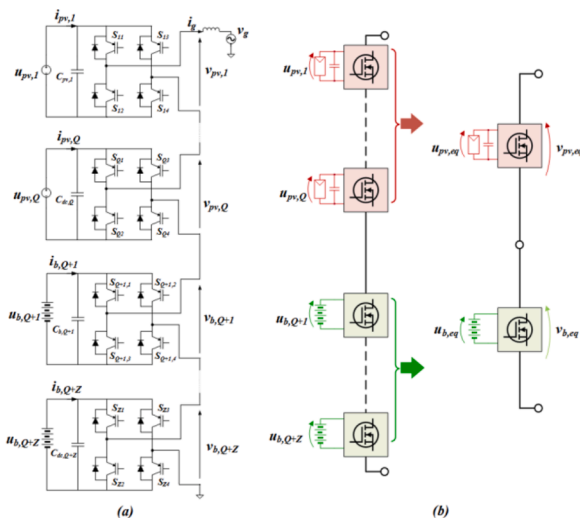 i_pv,1
i_g
v_g
S_11
S_13
u_pv,1
C_pv,1
v_pv,1
S_12
S_14
i_pv,Q
S_Q1
S_Q3
u_pv,Q
C_dc,Q
v_pv,Q
S_Q2
S_Q4
i_b,Q+1
S_Q+1,1
S_Q+1,2
u_b,Q+1
C_b,Q+1
v_b,Q+1
S_Q+1,3
S_Q+1,4
i_b,Q+Z
S_Z1
S_Z3
u_b,Q+Z
C_dc,Q+Z
v_b,Q+Z
S_Z2
S_Z4
(a)
u_pv,1
u_pv,Q
u_b,Q+1
u_b,Q+Z
u_pv,eq
v_pv,eq
u_b,eq
v_b,eq
(b)